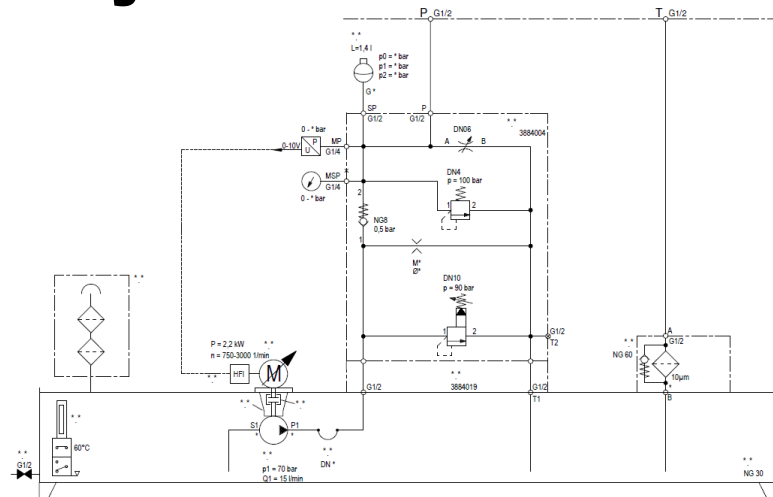 P G1/2
T G1/2
*.*
L=1,4 l
p0 = * bar
p1 = * bar
p2 = * bar
G*
SP
G1/2
P
G1/2
*.*
3884004
0 - * bar
0-10V
P
U
MP
G1/4
DN06
A B
MSP
G1/4
*
0 - * bar
DN4
p = 100 bar
1 2
2
NG8
0,5 bar
1
M*
Ø*
DN10
p = 90 bar
1 2
G1/2
T2
*.*
P = 2,2 kW
n = 750-3000 1/min
*.*
*.*
HFI
M
*.*
3884019
G1/2
G1/2
T1
*.*
NG 60
A
G1/2
10µm
*
B
*.*
*.*
*.*
60°C
*.*
G1/2
S1
*
P1
*
*.*
p1 = 70 bar
Q1 = 15 l/min
*.*
DN *
*.*
NG 30